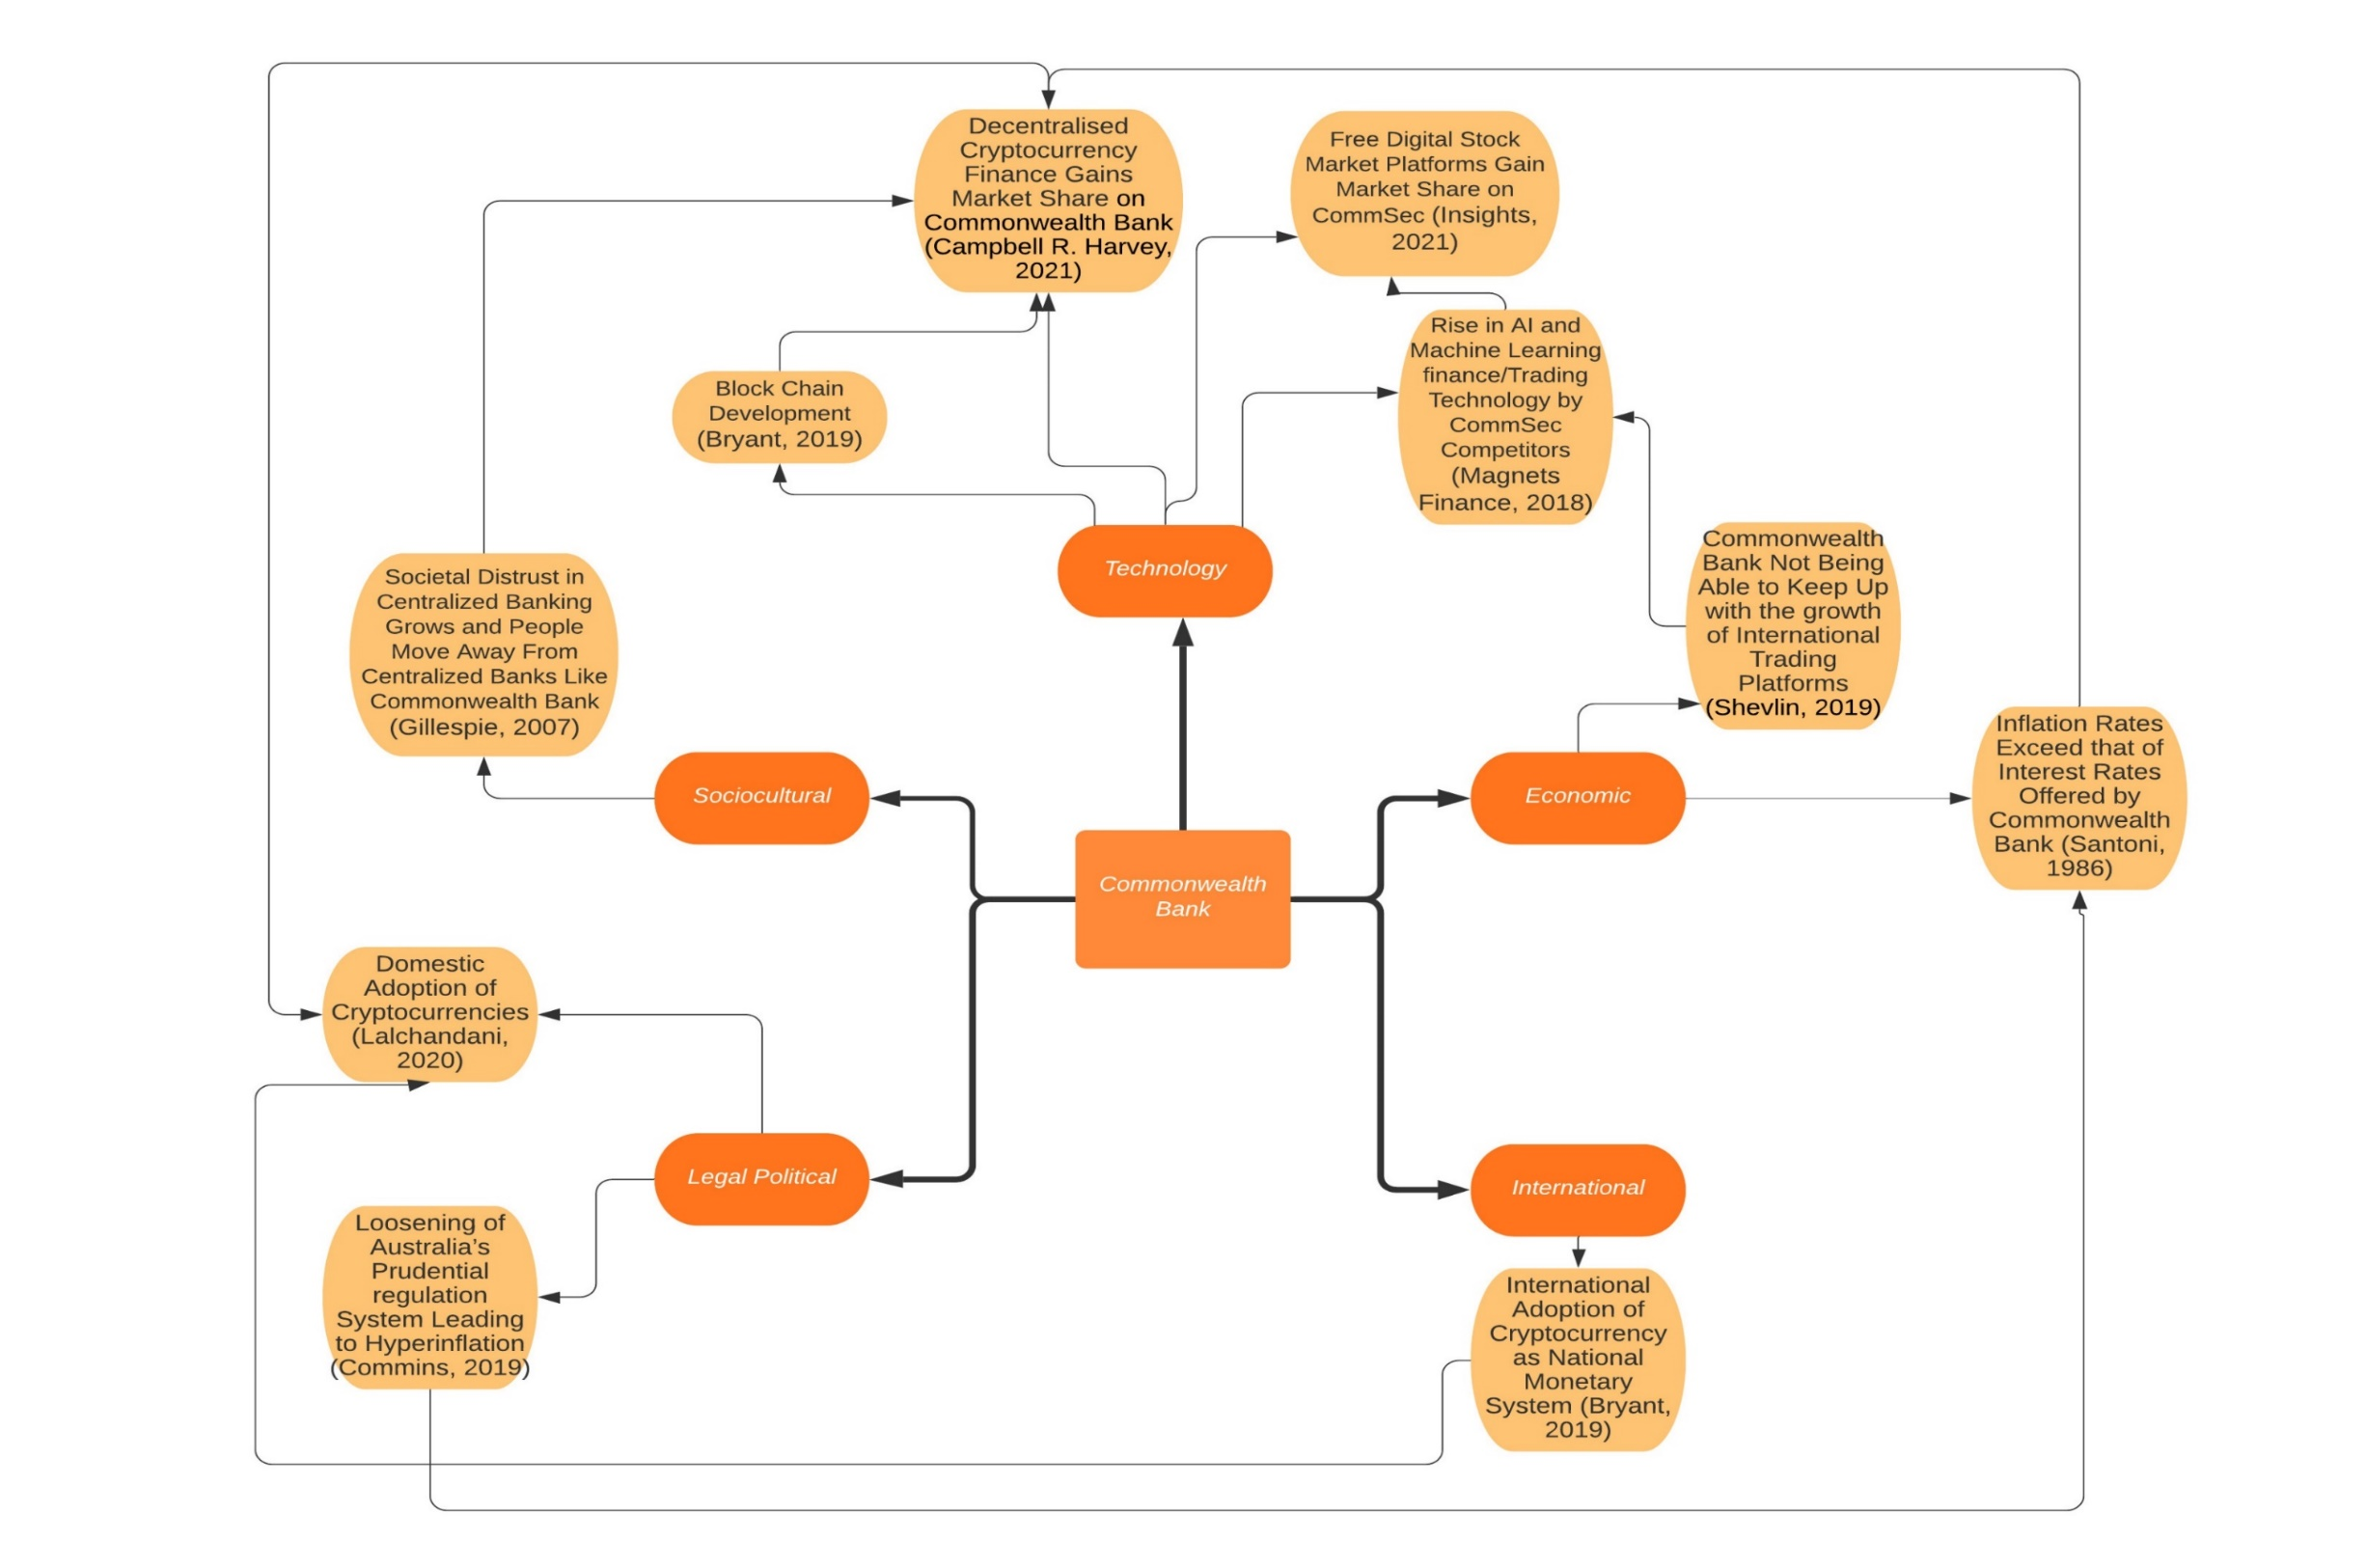 Decentralised
Cryptocurrency
Finance Gains
Market Share on
Commonwealth Bank
(Campbell R. Harvey,
2021)
Free Digital Stock
Market Platforms Gain
Market Share on
CommSec (Insights,
2021)
Block Chain
Development
(Bryant, 2019)
Rise in AI and
Machine Learning
finance/Trading
Technology by
CommSec
Competitors
(Magnets
Finance, 2018)
Technology
Societal Distrust in
Centralized Banking
Grows and People
Move Away From
Centralized Banks Like
Commonwealth Bank
(Gillespie, 2007)
Commonwealth
Bank Not Being
Able to Keep Up
with the growth
of International
Trading
Platforms
(Shevlin, 2019)
Sociocultural
Economic
Inflation Rates
Exceed that of
Interest Rates
Offered by
Commonwealth
Bank (Santoni,
1986)
Commonwealth
Bank
Domestic
Adoption of
Cryptocurrencies
(Lalchandani,
2020)
Legal Political
International
Loosening of
Australia’s
Prudential
regulation
System Leading
to Hyperinflation
(Commins, 2019)
International
Adoption of
Cryptocurrency
as National
Monetary
System (Bryant,
2019)